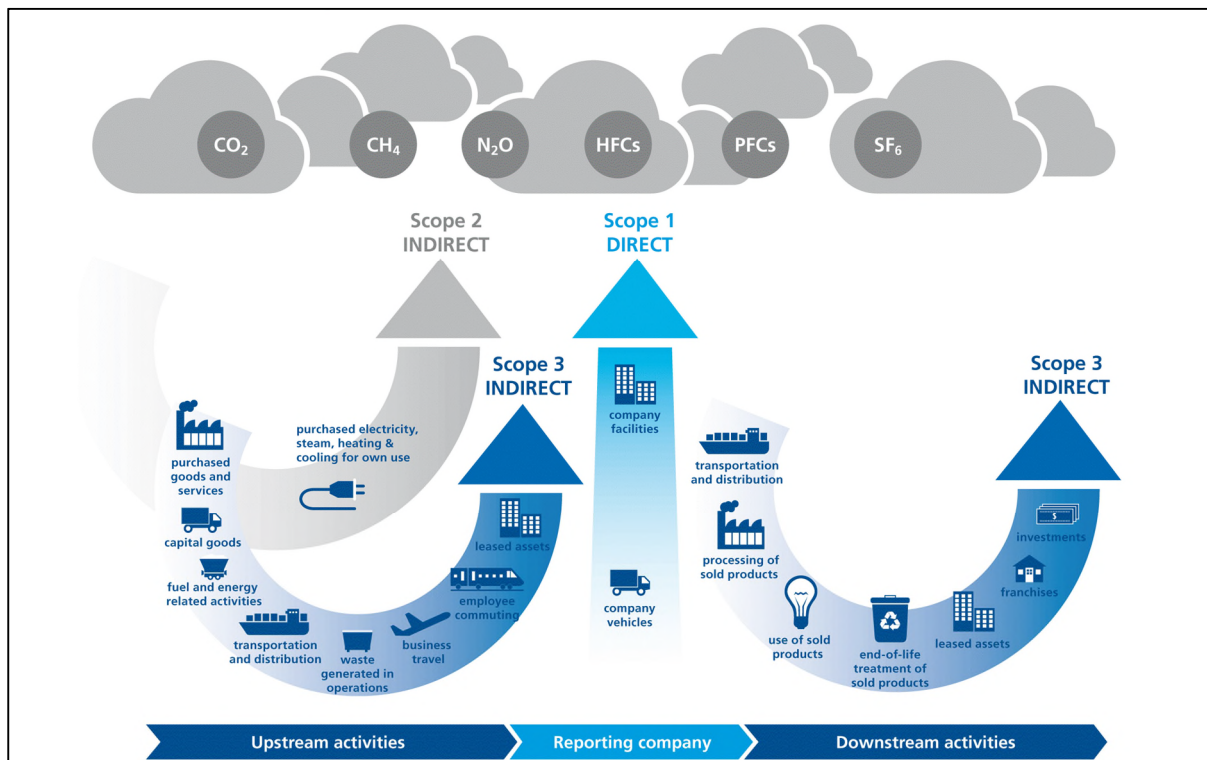 CO₂
CH₄
N₂O
HFCs
PFCs
SF₆
Scope 2
INDIRECT
Scope 1
DIRECT
Scope 3
INDIRECT
Scope 3
INDIRECT
purchased
goods and
services
capital goods
fuel and energy
related activities
transportation
and distribution
waste
generated in
operations
business
travel
employee
commuting
leased assets
purchased electricity,
steam, heating &
cooling for own use
company
facilities
company
vehicles
transportation
and distribution
processing of
sold products
use of sold
products
end-of-life
treatment of
sold products
leased assets
franchises
$
investments
Upstream activities
Reporting company
Downstream activities